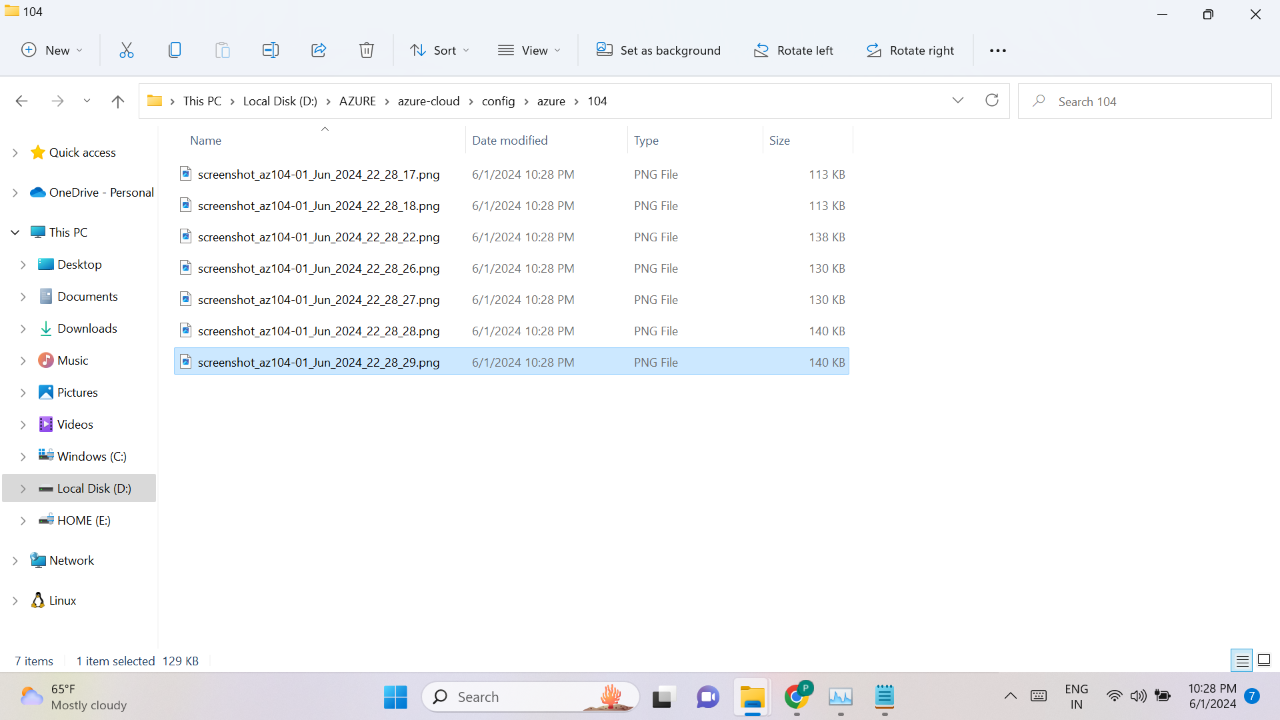 104
New
Sort
View
Set as background
Rotate left
Rotate right
This PC
Local Disk (D:)
AZURE
azure-cloud
config
azure
104
Search 104
Quick access
OneDrive - Personal
This PC
Desktop
Documents
Downloads
Music
Pictures
Videos
Windows (C:)
Local Disk (D:)
HOME (E:)
Network
Linux
Name Date modified Type Size
screenshot_az104-01_Jun_2024_22_28_17.png 6/1/2024 10:28 PM PNG File 113 KB
screenshot_az104-01_Jun_2024_22_28_18.png 6/1/2024 10:28 PM PNG File 113 KB
screenshot_az104-01_Jun_2024_22_28_22.png 6/1/2024 10:28 PM PNG File 138 KB
screenshot_az104-01_Jun_2024_22_28_26.png 6/1/2024 10:28 PM PNG File 130 KB
screenshot_az104-01_Jun_2024_22_28_27.png 6/1/2024 10:28 PM PNG File 130 KB
screenshot_az104-01_Jun_2024_22_28_28.png 6/1/2024 10:28 PM PNG File 140 KB
screenshot_az104-01_Jun_2024_22_28_29.png 6/1/2024 10:28 PM PNG File 140 KB
7 items 1 item selected 129 KB
65°F
Mostly cloudy
Search
P
ENG
IN
10:28 PM
6/1/2024
7